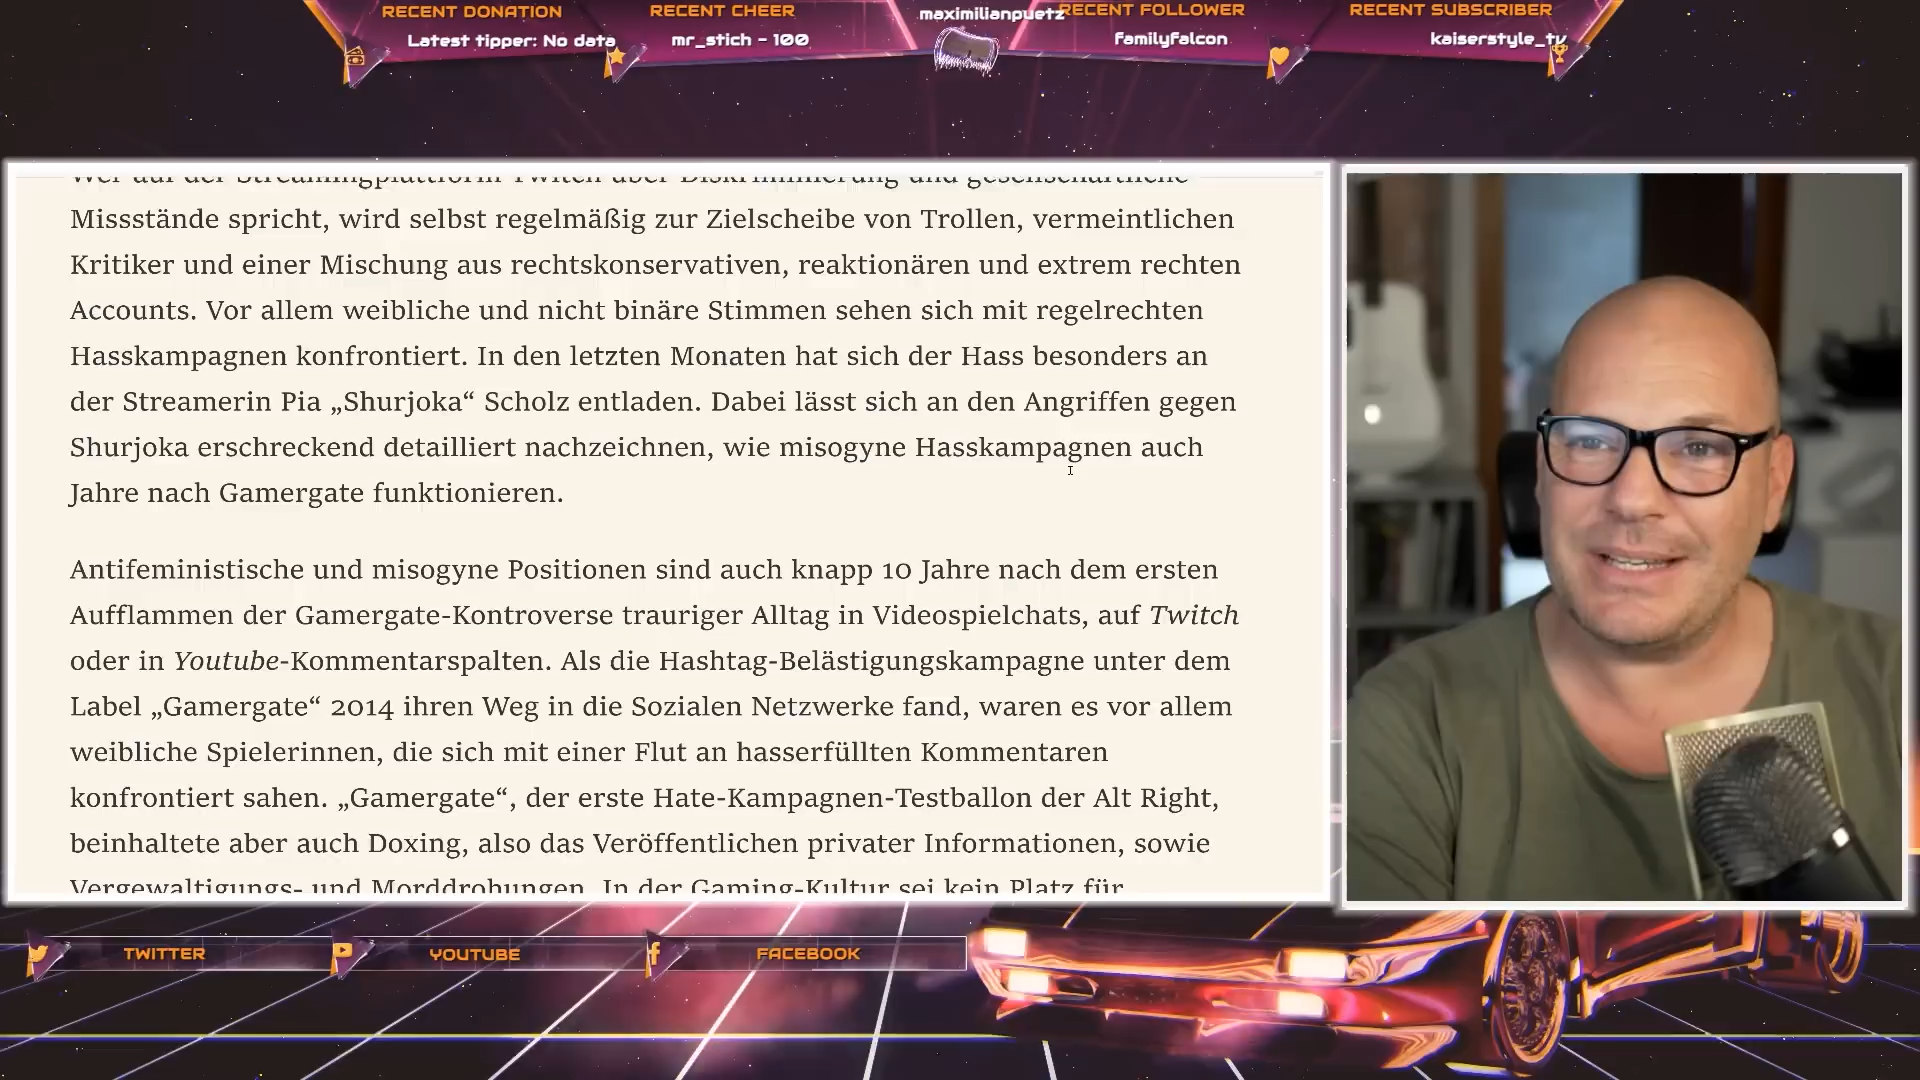 RECENT DONATION
Latest tipper: No data
RECENT CHEER
mr_stich - 100
maximilianpuetz
RECENT FOLLOWER
FamilyFalcon
RECENT SUBSCRIBER
kaiserstyle_tv
Wer auf der Streamingplattform Twitch über Diskriminierung und gesellschaftliche
Missstände spricht, wird selbst regelmäßig zur Zielscheibe von Trollen, vermeintlichen
Kritiker und einer Mischung aus rechtskonservativen, reaktionären und extrem rechten
Accounts. Vor allem weibliche und nicht binäre Stimmen sehen sich mit regelrechten
Hasskampagnen konfrontiert. In den letzten Monaten hat sich der Hass besonders an
der Streamerin Pia „Shurjoka“ Scholz entladen. Dabei lässt sich an den Angriffen gegen
Shurjoka erschreckend detailliert nachzeichnen, wie misogyne Hasskampagnen auch
Jahre nach Gamergate funktionieren.
Antifeministische und misogyne Positionen sind auch knapp 10 Jahre nach dem ersten
Aufflammen der Gamergate-Kontroverse trauriger Alltag in Videospielchats, auf Twitch
oder in Youtube-Kommentarspalten. Als die Hashtag-Belästigungskampagne unter dem
Label „Gamergate“ 2014 ihren Weg in die Sozialen Netzwerke fand, waren es vor allem
weibliche Spielerinnen, die sich mit einer Flut an hasserfüllten Kommentaren
konfrontiert sahen. „Gamergate“, der erste Hate-Kampagnen-Testballon der Alt Right,
beinhaltete aber auch Doxing, also das Veröffentlichen privater Informationen, sowie
Vergewaltigungs- und Morddrohungen. In der Gaming-Kultur sei kein Platz für
TWITTER
YOUTUBE
FACEBOOK